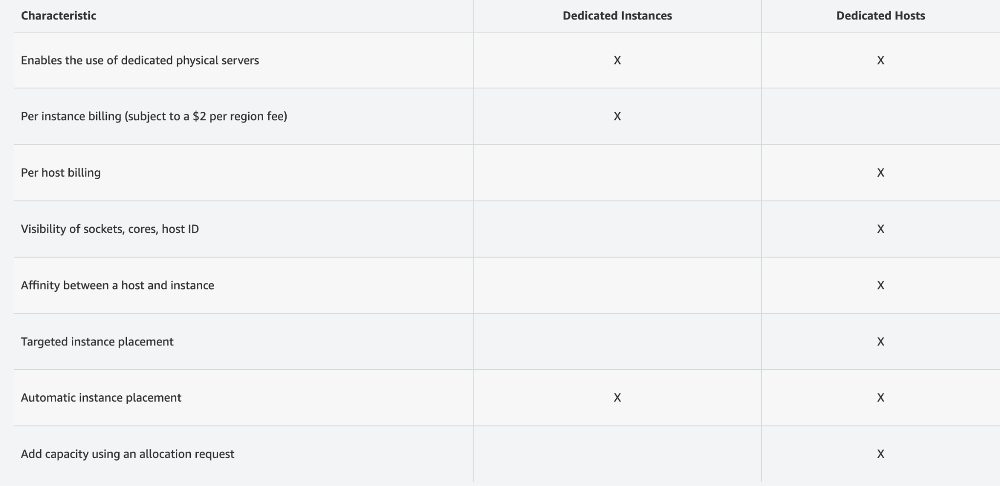 Characteristic Dedicated Instances Dedicated Hosts
Enables the use of dedicated physical servers X X
Per instance billing (subject to a $2 per region fee) X
Per host billing X
Visibility of sockets, cores, host ID X
Affinity between a host and instance X
Targeted instance placement X
Automatic instance placement X X
Add capacity using an allocation request X